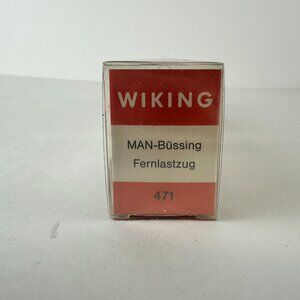 WIKING
MAN-Büssing
Fernlastzug
471